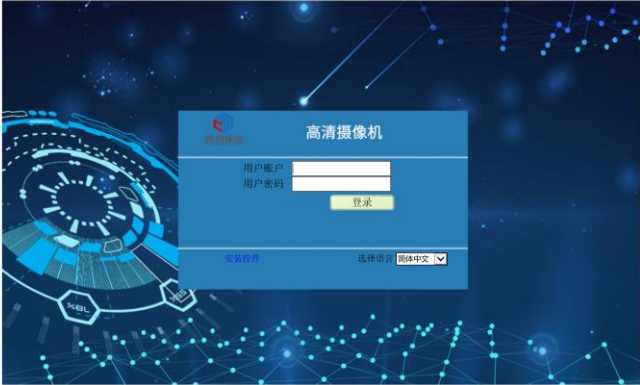 高清摄像机
用户账户
用户密码
登录
安装控件
选择语言 简体中文